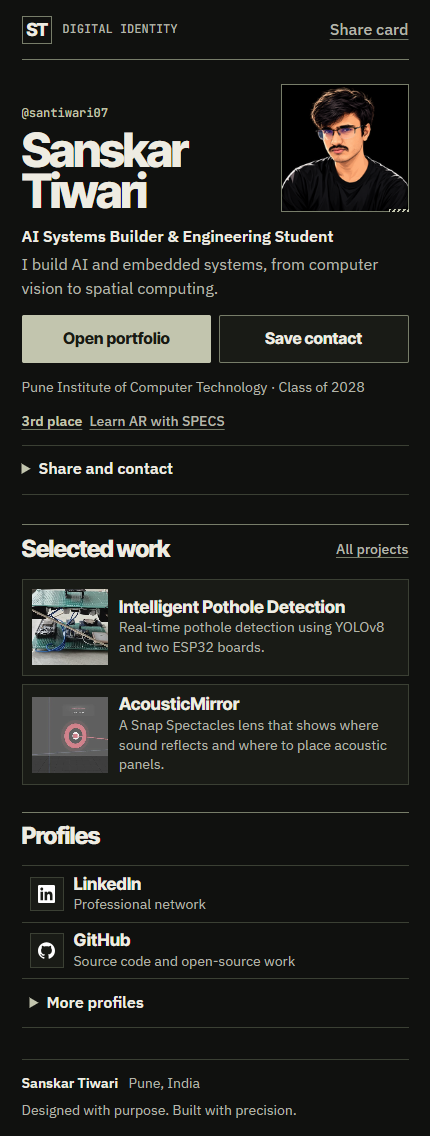 ST DIGITAL IDENTITY
Share card
@santiwari07
Sanskar
Tiwari
AI Systems Builder & Engineering Student
I build AI and embedded systems, from computer
vision to spatial computing.
Open portfolio
Save contact
Pune Institute of Computer Technology · Class of 2028
3rd place Learn AR with SPECS
Share and contact
Selected work
All projects
Intelligent Pothole Detection
Real-time pothole detection using YOLOv8
and two ESP32 boards.
AcousticMirror
A Snap Spectacles lens that shows where
sound reflects and where to place acoustic
panels.
Profiles
in
LinkedIn
Professional network
GitHub
Source code and open-source work
More profiles
Sanskar Tiwari Pune, India
Designed with purpose. Built with precision.